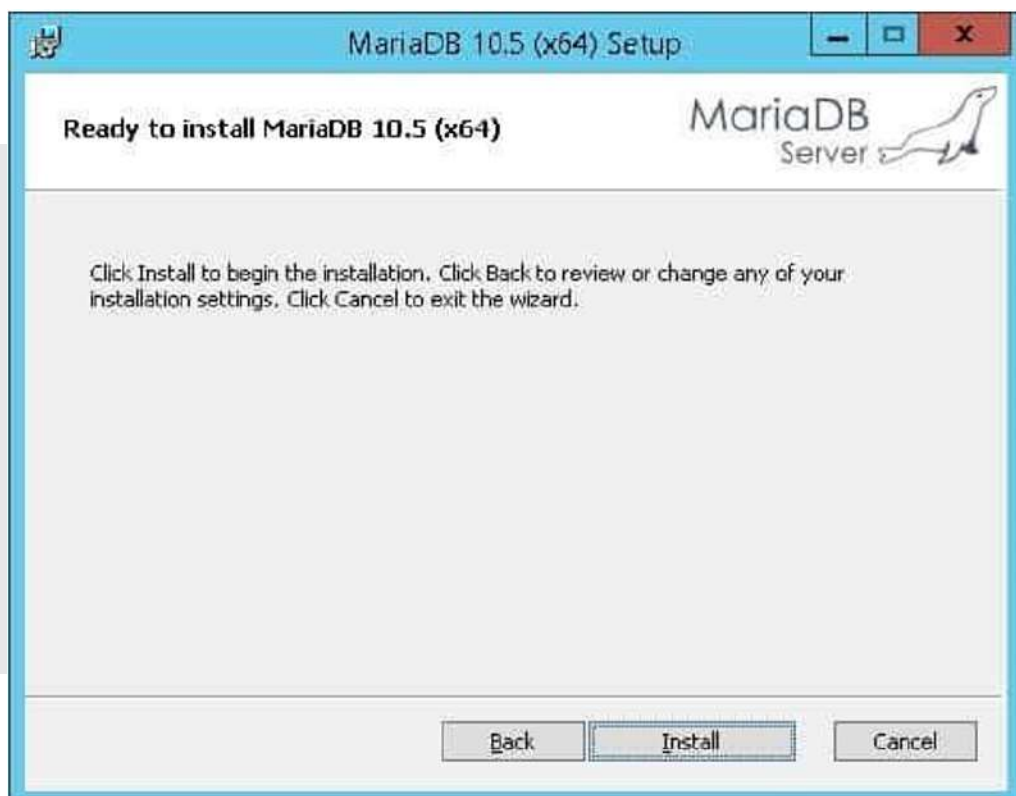 MariaDB 10.5 (x64) Setup
Ready to install MariaDB 10.5 (x64)
MariaDB
Server
Click Install to begin the installation. Click Back to review or change any of your
installation settings. Click Cancel to exit the wizard.
Back
Install
Cancel